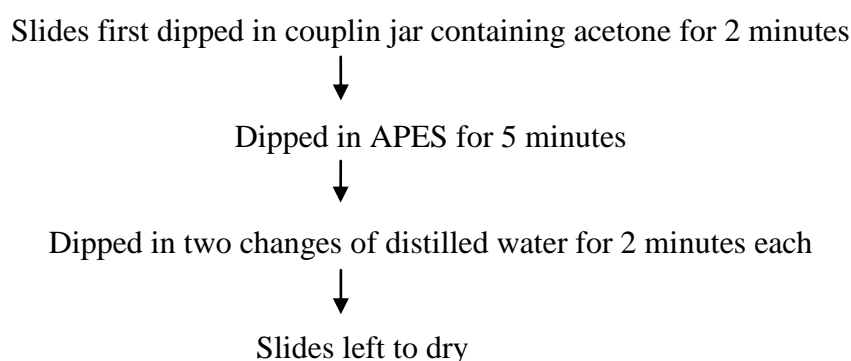 Slides first dipped in couplin jar containing acetone for 2 minutes
Dipped in APES for 5 minutes
Dipped in two changes of distilled water for 2 minutes each
Slides left to dry